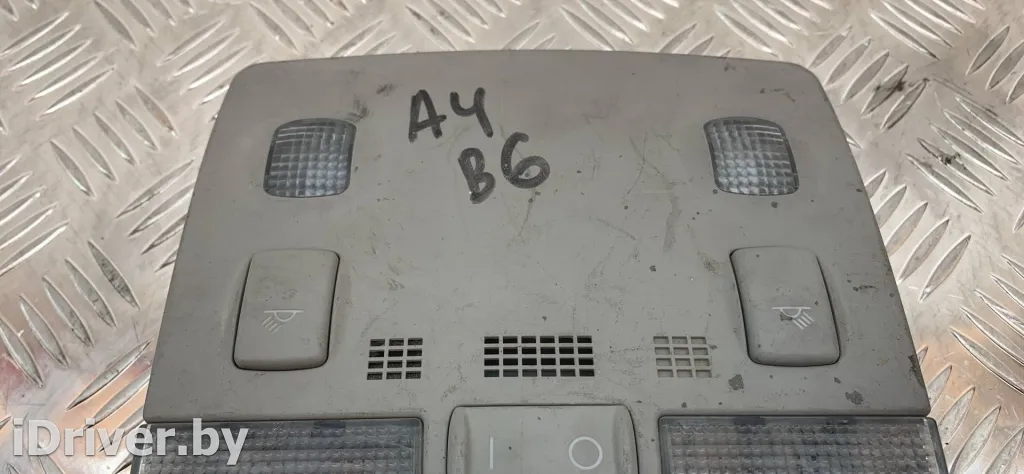 A4
B6
I O
iDriver.by